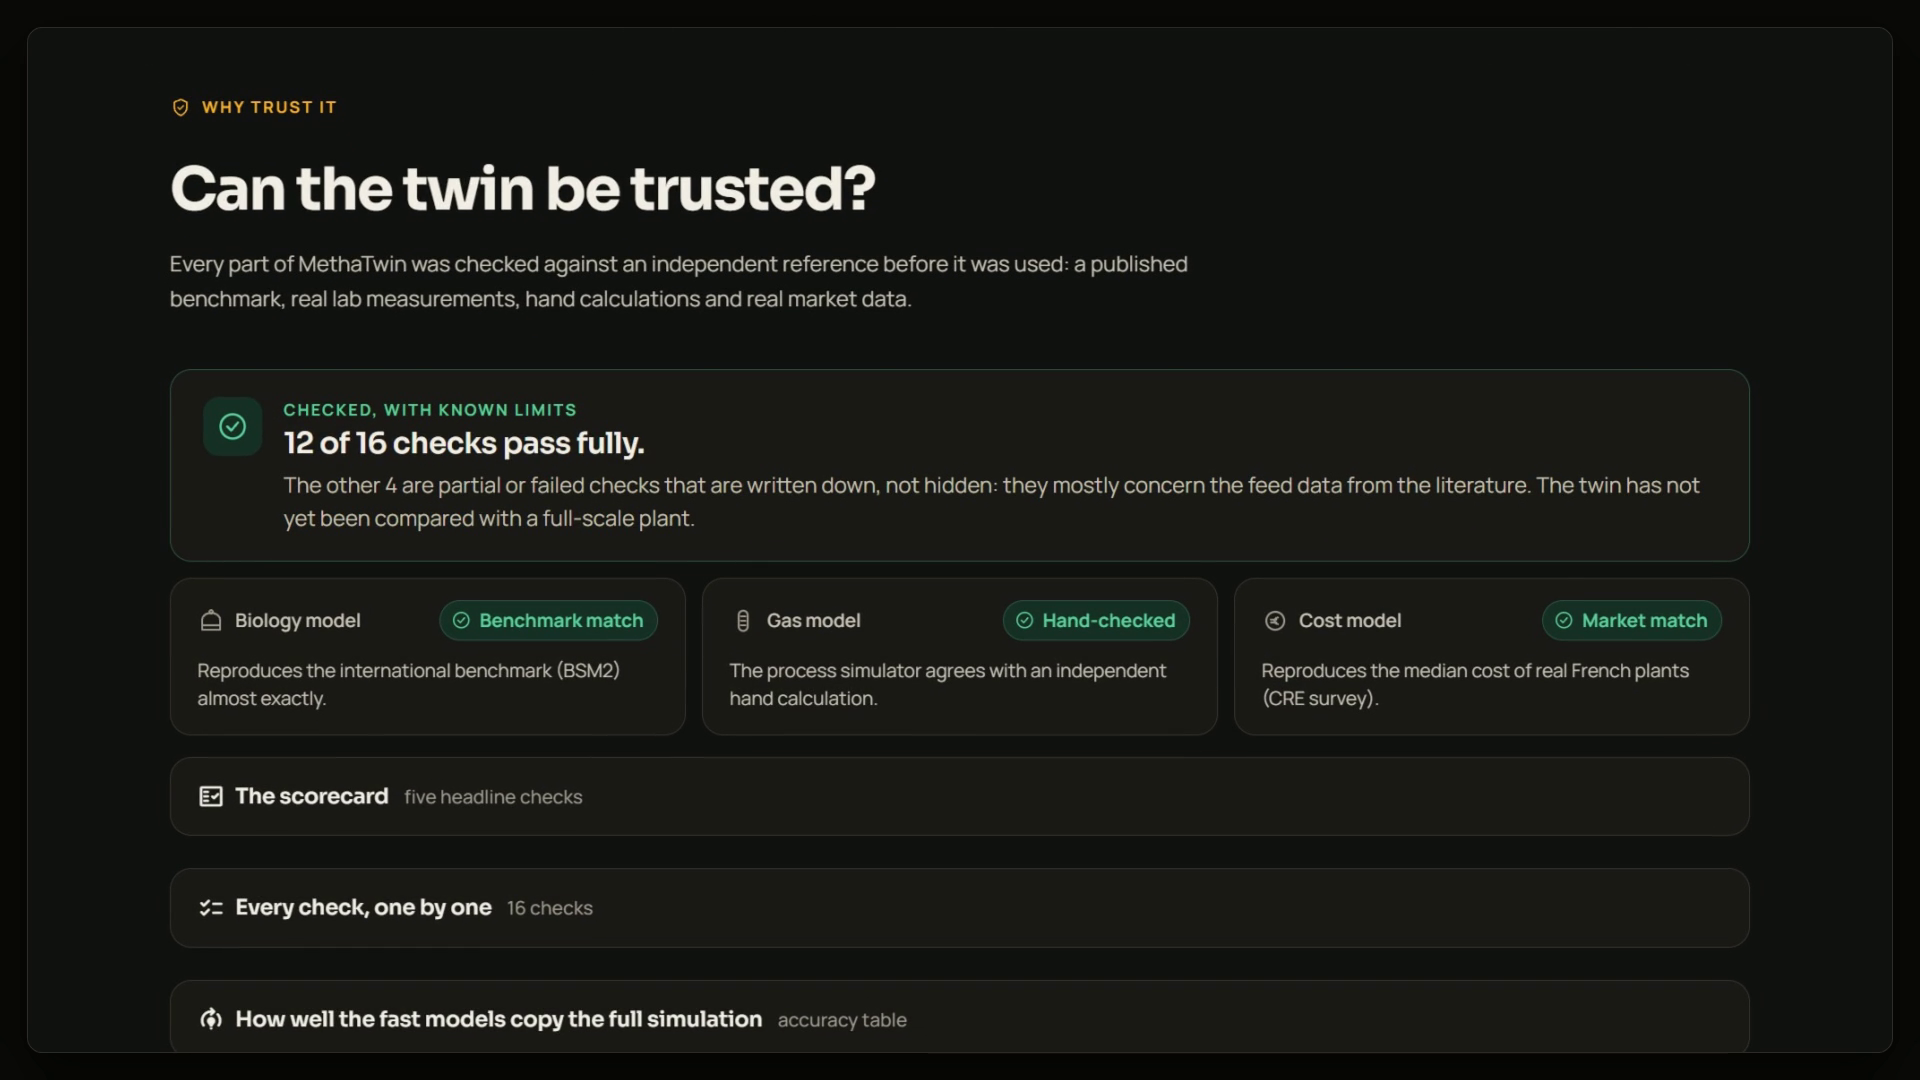 WHY TRUST IT
Can the twin be trusted?
Every part of MethaTwin was checked against an independent reference before it was used: a published
benchmark, real lab measurements, hand calculations and real market data.
CHECKED, WITH KNOWN LIMITS
12 of 16 checks pass fully.
The other 4 are partial or failed checks that are written down, not hidden: they mostly concern the feed data from the literature. The twin has not
yet been compared with a full-scale plant.
Biology model
Benchmark match
Reproduces the international benchmark (BSM2)
almost exactly.
Gas model
Hand-checked
The process simulator agrees with an independent
hand calculation.
Cost model
Market match
Reproduces the median cost of real French plants
(CRE survey).
The scorecard five headline checks
Every check, one by one 16 checks
How well the fast models copy the full simulation accuracy table